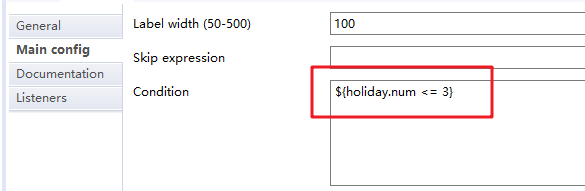 General
Main config
Documentation
Listeners
Label width (50-500)
100
Skip expression
Condition
${holiday.num <= 3}